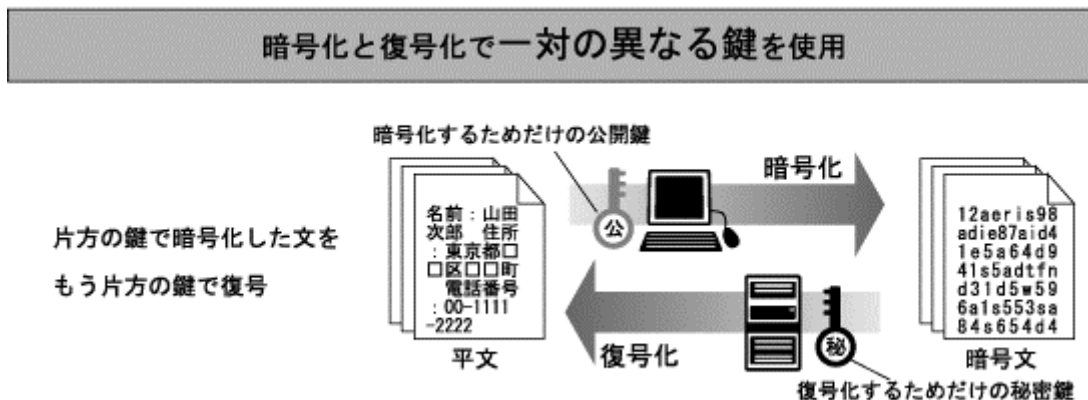 暗号化と復号化で一対の異なる鍵を使用
暗号化するためだけの公開鍵
暗号化
公
名前：山田
次郎　住所
：東京都□
□区□□町
電話番号
：00-1111
-2222
平文
片方の鍵で暗号化した文を
もう片方の鍵で復号
12aeris98
adie87aid4
1e5a64d9
41s5adtfn
d31d5w59
6a1s553sa
84s654d4
暗号文
復号化
秘
復号化するためだけの秘密鍵